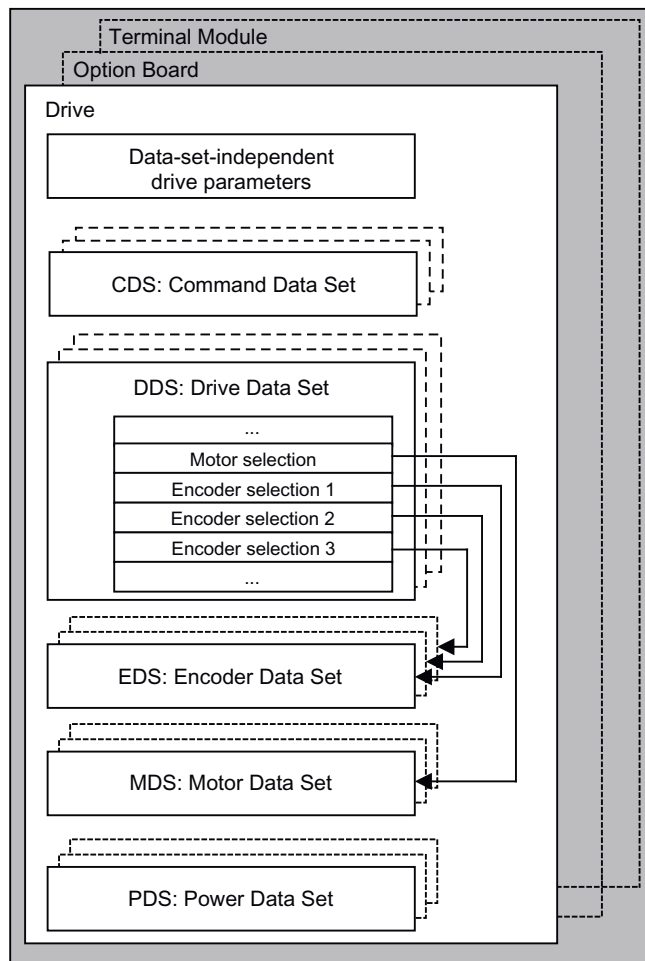 Terminal Module
Option Board
Drive
Data-set-independent
drive parameters
CDS: Command Data Set
DDS: Drive Data Set
...
Motor selection
Encoder selection 1
Encoder selection 2
Encoder selection 3
...
EDS: Encoder Data Set
MDS: Motor Data Set
PDS: Power Data Set